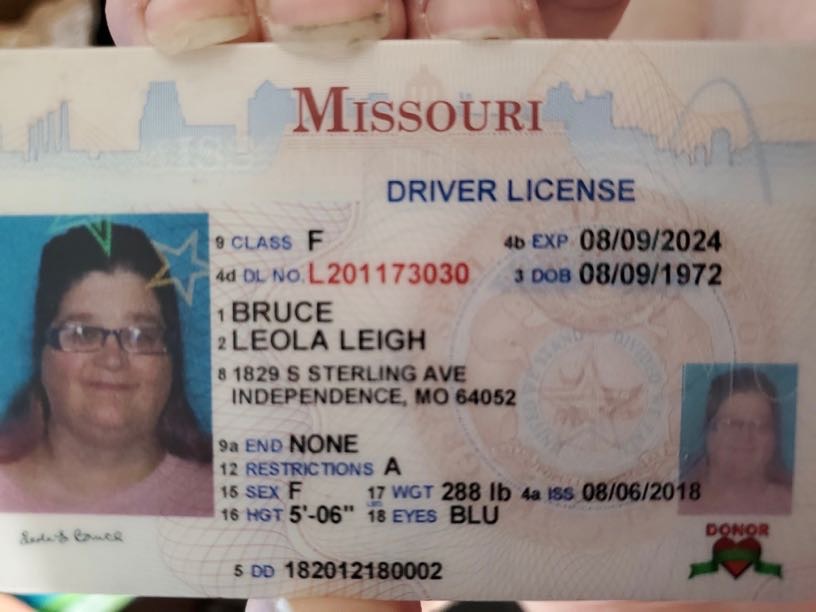 MISSOURI
DRIVER LICENSE
9 CLASS F 4b EXP 08/09/2024
4d DL NO. L201173030 3 DOB 08/09/1972
1 BRUCE
2 LEOLA LEIGH
8 1829 S STERLING AVE
INDEPENDENCE, MO 64052
9a END NONE
12 RESTRICTIONS A
15 SEX F 17 WGT 288 lb 4a ISS 08/06/2018
16 HGT 5'-06" 18 EYES BLU
DONOR
5 DD 182012180002